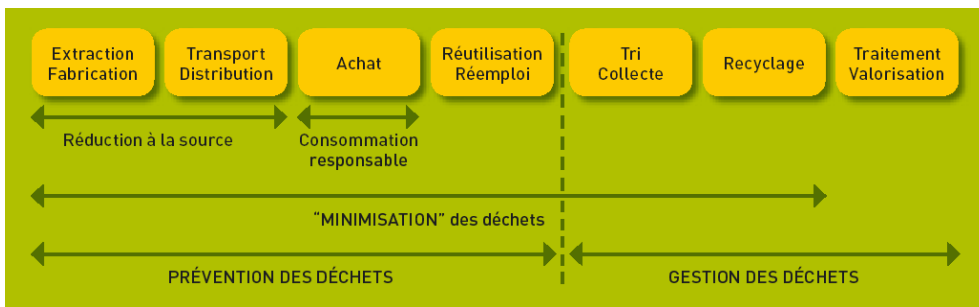 Extraction
Fabrication
Transport
Distribution
Achat
Réutilisation
Réemploi
Tri
Collecte
Recyclage
Traitement
Valorisation
Réduction à la source
Consommation
responsable
“MINIMISATION” des déchets
PRÉVENTION DES DÉCHETS
GESTION DES DÉCHETS